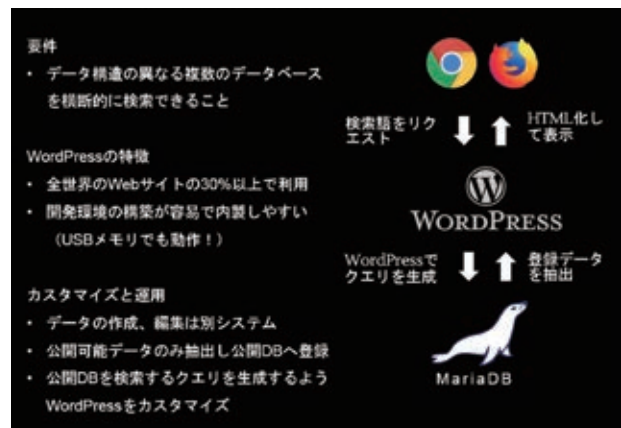 要件
・ データ構造の異なる複数のデータベース
を横断的に検索できること
WordPressの特徴
・ 全世界のWebサイトの30%以上で利用
・ 開発環境の構築が容易で内製しやすい
（USBメモリでも動作！）
カスタマイズと運用
・ データの作成、編集は別システム
・ 公開可能データのみ抽出し公開DBへ登録
・ 公開DBを検索するクエリを生成するよう
WordPressをカスタマイズ
検索語をリク
エスト
HTML化し
て表示
WORDPRESS
WordPressで
クエリを生成
登録データ
を抽出
MariaDB